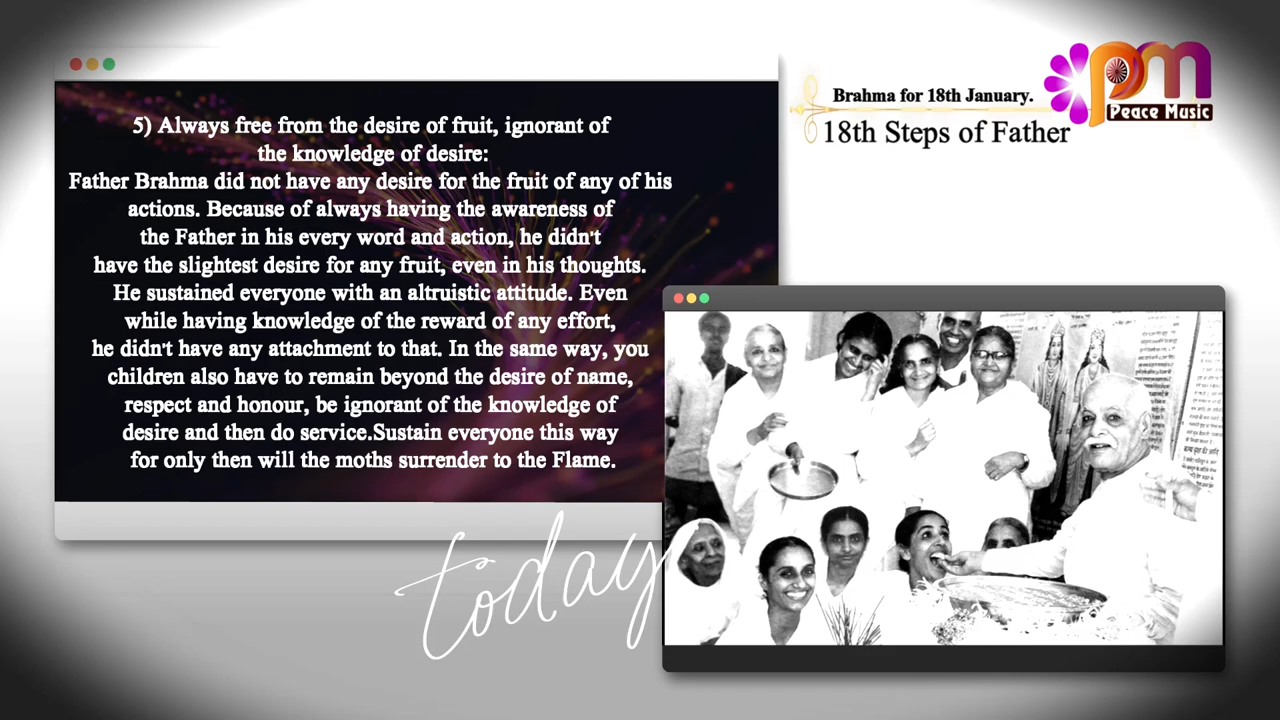 5) Always free from the desire of fruit, ignorant of
the knowledge of desire:
Father Brahma did not have any desire for the fruit of any of his
actions. Because of always having the awareness of
the Father in his every word and action, he didn't
have the slightest desire for any fruit, even in his thoughts.
He sustained everyone with an altruistic attitude. Even
while having knowledge of the reward of any effort,
he didn't have any attachment to that. In the same way, you
children also have to remain beyond the desire of name,
respect and honour, be ignorant of the knowledge of
desire and then do service.Sustain everyone this way
for only then will the moths surrender to the Flame.
Brahma for 18th January.
18th Steps of Father
pm
Peace Music
today